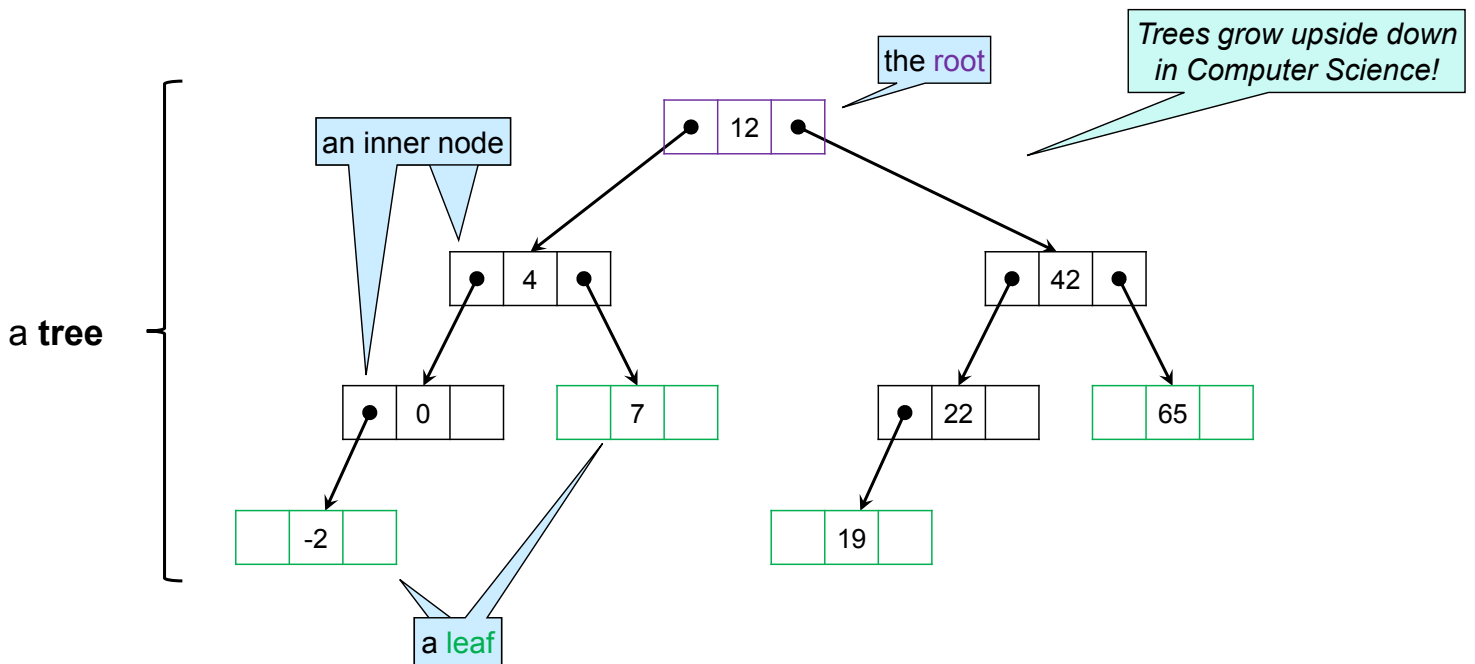 Trees grow upside down
in Computer Science!
the root
12
an inner node
4
42
a tree
0
7
22
65
-2
19
a leaf